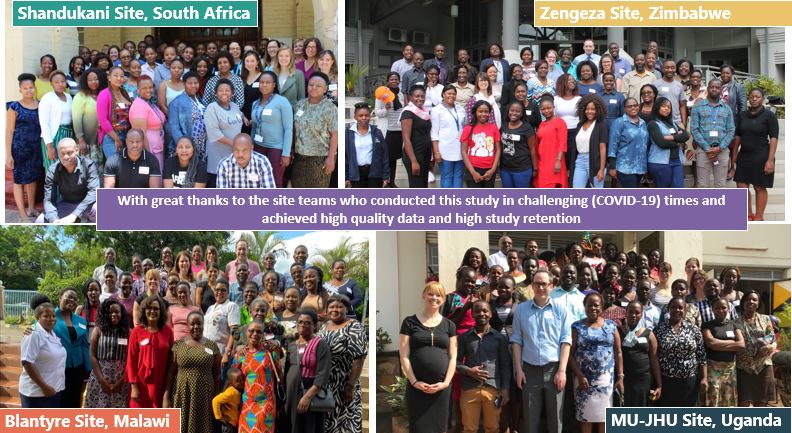 Shandukani Site, South Africa
Zengeza Site, Zimbabwe
With great thanks to the site teams who conducted this study in challenging (COVID-19) times and
achieved high quality data and high study retention
Blantyre Site, Malawi
MU-JHU Site, Uganda